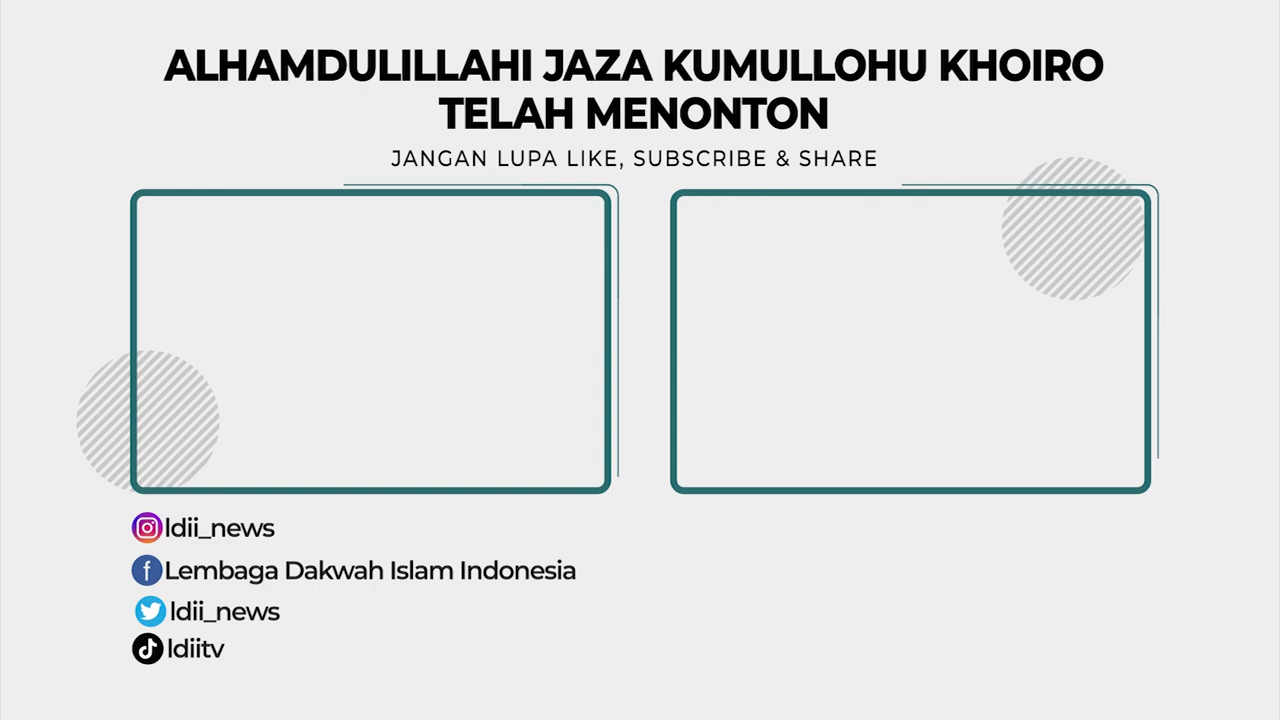 ALHAMDULILLAHI JAZA KUMULLOHU KHOIRO
TELAH MENONTON
JANGAN LUPA LIKE, SUBSCRIBE & SHARE
ldii_news
Lembaga Dakwah Islam Indonesia
ldii_news
ldiitv